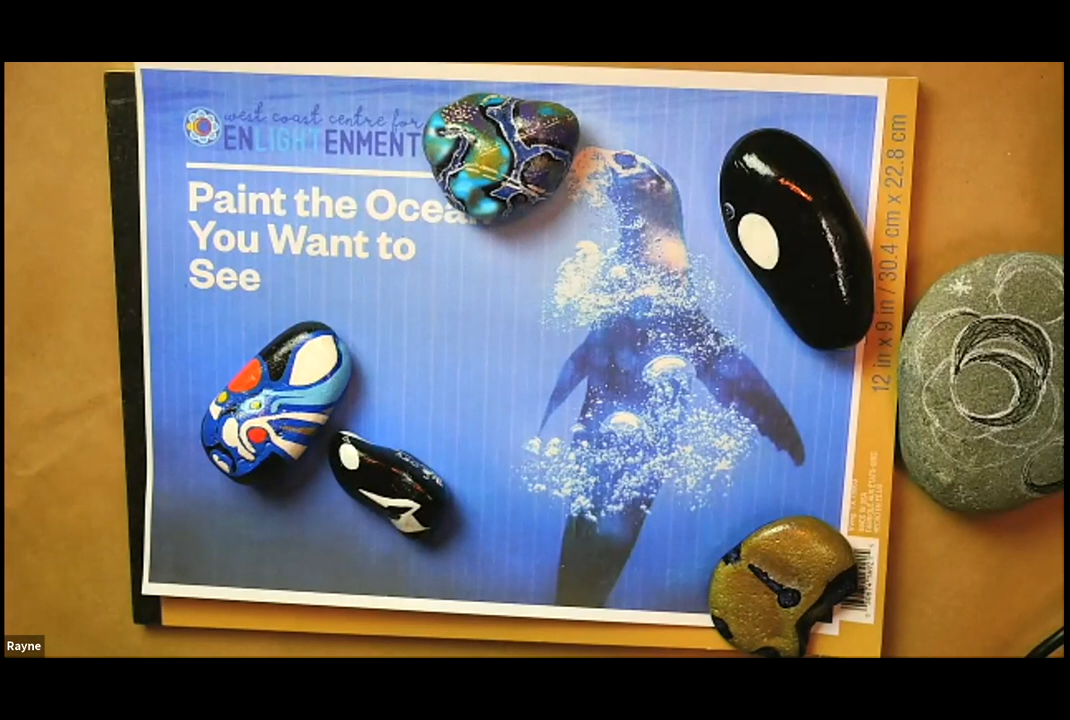 west coast centre for
ENLIGHTENMENT
Paint the Ocea
You Want to
See
12 in x 9 in / 30.4 cm x 22.8 cm
Rayne